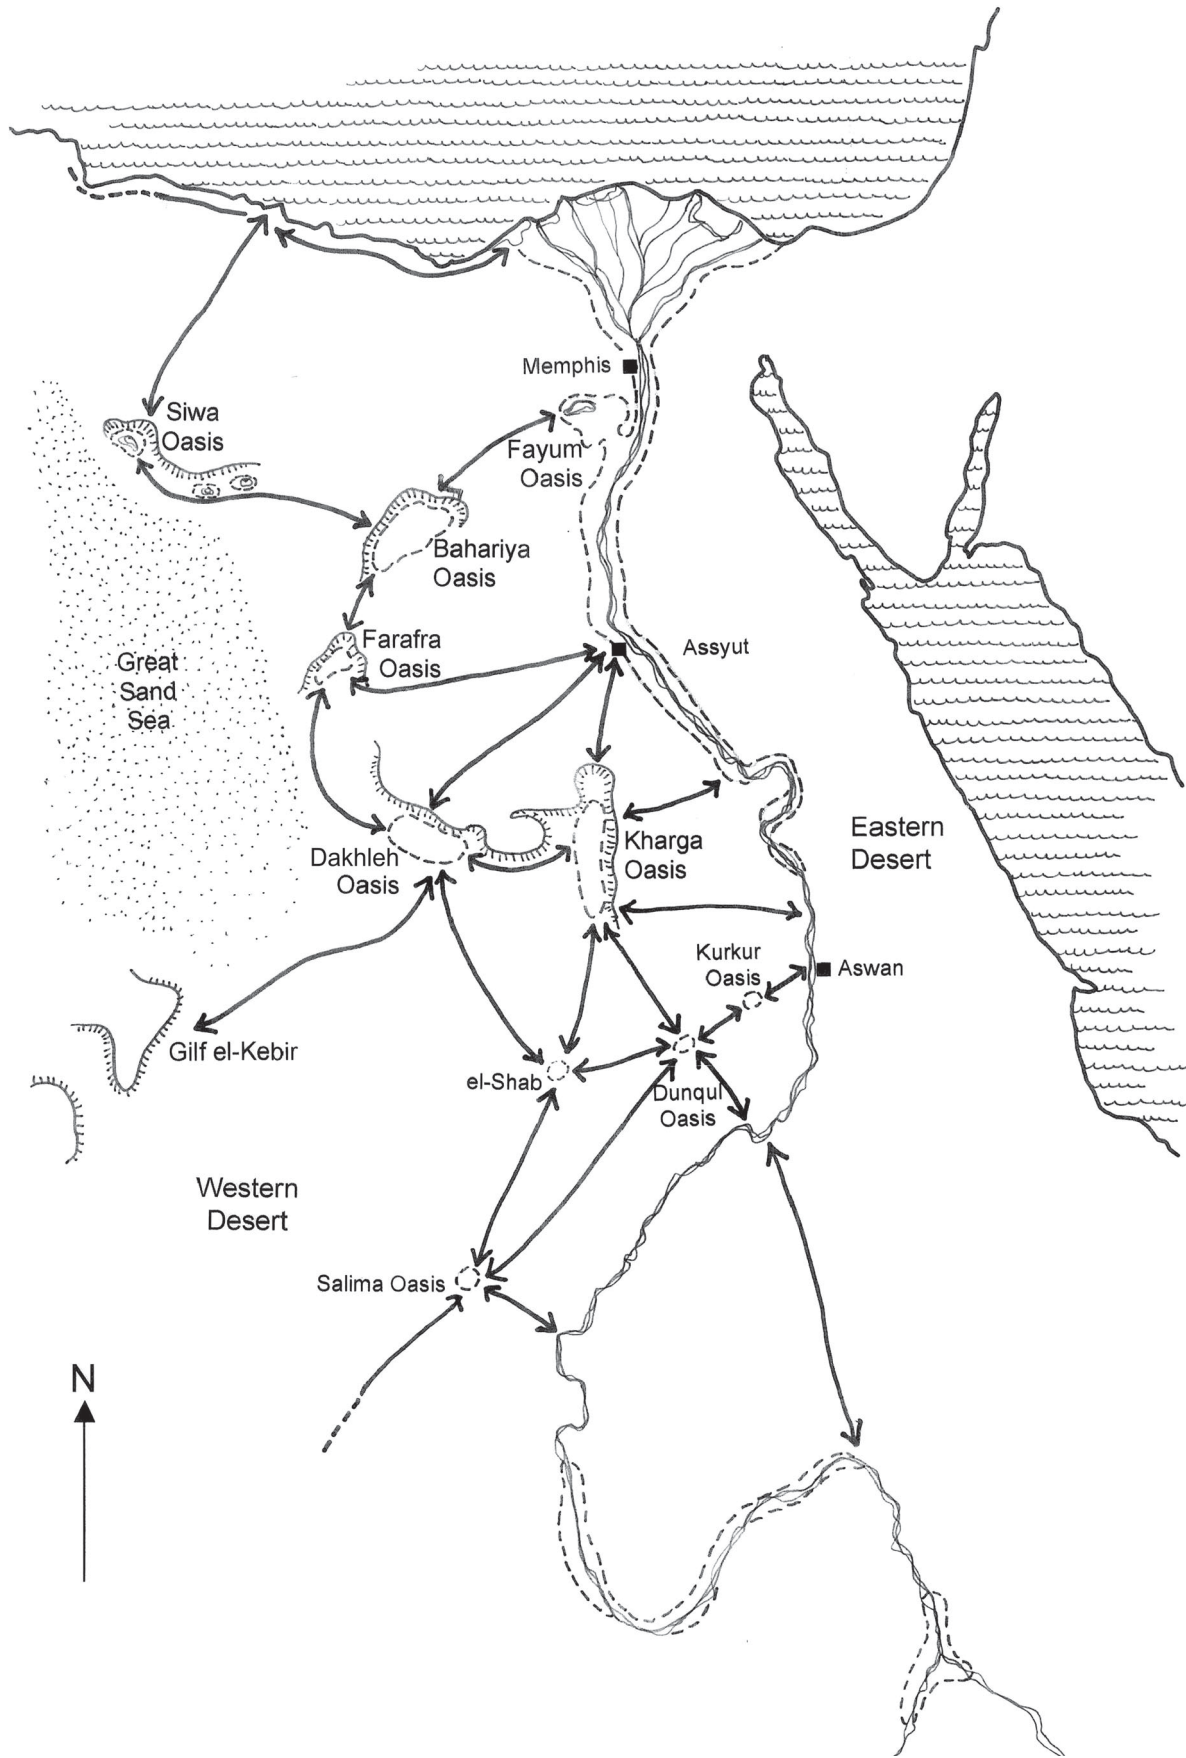 Memphis
Siwa
Oasis
Fayum
Oasis
Bahariya
Oasis
Farafra
Oasis
Assyut
Great
Sand
Sea
Dakhleh
Oasis
Kharga
Oasis
Eastern
Desert
Kurkur
Oasis
Aswan
Gilf el-Kebir
el-Shab
Dunqul
Oasis
Western
Desert
Salima Oasis
N